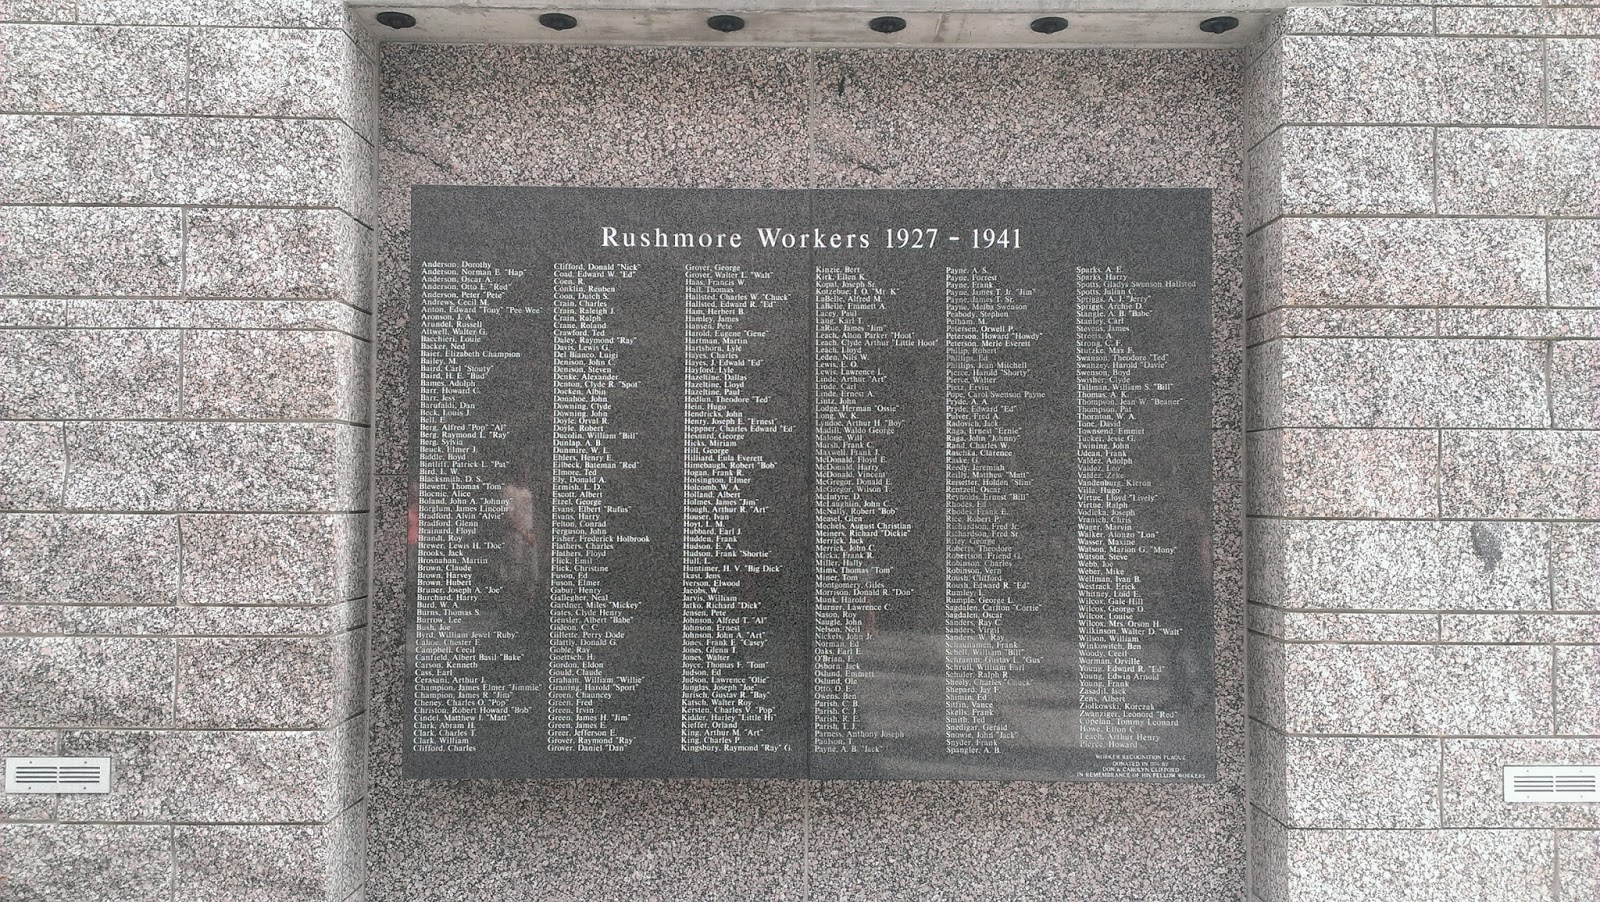 Rushmore Workers 1927 - 1941
Anderson, Dorothy
Anderson, Norman E. "Hap"
Anderson, Oscar A.
Anderson, Otto E. "Red"
Anderson, Peter "Pete"
Andrews, Cecil M.
Anton, Edward "Tony" "Pee-Wee"
Aronson, J. A.
Arundel, Russell
Atwell, Walter G.
Bacchieri, Louie
Backer, Ned
Baier, Elizabeth Champion
Bailey, M.
Baird, Carl "Stouty"
Baird, H. E. "Bud"
Bames, Adolph
Barr, Howard C.
Barr, Jess
Barufaldi, Dan
Beck, Louis J.
Bell, E.
Berg, Alfred "Pop" "Al"
Berg, Raymond L. "Ray"
Berg, Sylvia
Beuck, Elmer J.
Biddle, Boyd
Bintliff, Patrick L. "Pat"
Bird, L. W.
Blacksmith, D. S.
Blewett, Thomas "Tom"
Bloemic, Alice
Boland, John A. "Johnny"
Borglum, James Lincoln
Bradford, Alvin "Alvie"
Bradford, Glenn
Brainard, Floyd
Brandt, Roy
Brewer, Lewis H. "Doc"
Brooks, Jack
Brosnahan, Martin
Brown, Claude
Brown, Harvey
Brown, Hubert
Bruner, Joseph A. "Joe"
Burchard, Harry
Burd, W. A.
Burns, Thomas S.
Burrow, Lee
Bush, Joe
Byrd, William Jewel "Ruby"
Calhoe, Chester E.
Campbell, Cecil
Canfield, Albert Basil "Bake"
Carson, Kenneth
Cass, Earl
Cerasani, Arthur J.
Champion, James Elmer "Jimmie"
Champion, James R. "Jim"
Cheney, Charles O. "Pop"
Christon, Robert Howard "Bob"
Cindel, Matthew I. "Matt"
Clark, Abram H.
Clark, Charles T.
Clark, William
Clifford, Charles
Clifford, Donald "Nick"
Coad, Edward W. "Ed"
Coen, R.
Conklin, Reuben
Coon, Dutch S.
Crain, Charles
Crain, Raleigh J.
Crain, Ralph
Crane, Roland
Crawford, Ted
Daley, Raymond "Ray"
Davis, Lewis G.
Del Bianco, Luigi
Denison, John C.
Denison, Steven
Denke, Alexander
Denton, Clyde R. "Spot"
Docken, Albin
Donahoe, John
Downing, Clyde
Downing, John
Doyle, Orval R.
Doyle, Robert
Ducolin, William "Bill"
Dunlap, A. B.
Dunmire, W. L.
Ehlers, Henry E.
Eilbeck, Bateman "Red"
Elmore, Ted
Ely, Donald A.
Ermish, L. D.
Escott, Albert
Etzel, George
Evans, Elbert "Rufus"
Evans, Harry
Felton, Conrad
Ferguson, John
Fisher, Frederick Holbrook
Flathers, Charles
Flathers, Floyd
Flick, Emil
Flick, Christine
Fuson, Ed
Fuson, Elmer
Gabur, Henry
Gallegher, Neal
Gardner, Miles "Mickey"
Gates, Clyde Henry
Gensler, Albert "Babe"
Gideon, C. C.
Gillette, Perry Dode
Glattly, Donald G.
Goble, Ray
Goettsch, H.
Gordon, Eldon
Gould, Claude
Graham, William "Willie"
Graning, Harold "Sport"
Green, Chauncey
Green, Fred
Green, Irvin
Green, James H. "Jim"
Green, James E.
Greer, Jefferson E.
Grover, Raymond "Ray"
Grover, Daniel "Dan"
Grover, George
Grover, Walter L. "Walt"
Haas, Francis W.
Hall, Thomas
Hallsted, Charles W. "Chuck"
Hallsted, Edward R. "Ed"
Ham, Herbert B.
Hamley, James
Hansen, Pete
Harold, Eugene "Gene"
Hartman, Martin
Hartshorn, Lyle
Hayes, Charles
Hayes, J. Edward "Ed"
Hayford, Lyle
Hazeltine, Dallas
Hazeltine, Lloyd
Hazeltine, Paul
Hedlun, Theodore "Ted"
Hein, Hugo
Hendricks, John
Henry, Joseph E. "Ernest"
Heppner, Charles Edward "Ed"
Hesnard, George
Hicks, Miriam
Hill, George
Hilliard, Eula Everett
Himebaugh, Robert "Bob"
Hogan, Frank R.
Hoisington, Elmer
Holcomb, W. A.
Holland, Albert
Holmes, James "Jim"
Hough, Arthur R. "Art"
Houser, Ivan
Hoyt, L. M.
Hubbard, Earl J.
Hudden, Frank
Hudson, E. A.
Hudson, Frank "Shortie"
Hull, L.
Huntimer, H. V. "Big Dick"
Ikast, Jens
Iverson, Elwood
Jacobs, W.
Jarvis, William
Jatko, Richard "Dick"
Jensen, Pete
Johnson, Alfred T. "Al"
Johnson, Ernest
Johnson, John A. "Art"
Jones, Frank E. "Casey"
Jones, Glenn T.
Jones, Walter
Joyce, Thomas F. "Tom"
Judson, Ed
Judson, Lawrence "Olie"
Junglas, Joseph "Joe"
Jurisch, Gustav R. "Bay"
Katsch, Walter Roy
Kersten, Charles V. "Pop"
Kidder, Harley "Little Hi"
Kieffer, Orland
King, Arthur M. "Art"
King, Charles P.
Kingsbury, Raymond "Ray" G.
Kinzie, Bert
Kirk, Ellen K.
Kopal, Joseph Sr.
Kotzebue, T. O. "Mr. K"
LaBelle, Alfred M.
LaBelle, Emmett A.
Lacey, Paul
Lang, Karl T.
LaRue, James "Jim"
Leach, Alton Parker "Hoot"
Leach, Clyde Arthur "Little Hoot"
Leach, Lloyd
Leden, Nils W.
Lewis, E. O.
Lewis, Lawrence L.
Linde, Arthur "Art"
Linde, Carl
Linde, Ernest A.
Lintz, John
Lodge, Herman "Ossie"
Long, W. K.
Lyndoe, Arthur H. "Boy"
Madill, Waldo George
Malone, Will
Marsh, Frank C.
Maxwell, Frank J.
McDonald, Floyd E.
McDonald, Harry
McDonald, Vincent
McGregor, Donald E.
McGregor, Wilson T.
McIntyre, D.
McLaughlin, John C.
McNally, Robert "Bob"
Measel, Glen
Mechels, August Christian
Meiners, Richard "Dickie"
Merrick, Jack
Merrick, John C.
Micka, Frank R.
Miller, Hally
Mims, Thomas "Tom"
Miner, Tom
Montgomery, Giles
Morrison, Donald R. "Don"
Munk, Harold
Murner, Lawrence C.
Nason, Roy
Naugle, John
Nelson, Neil
Nickels, John Jr.
Norman, Ed
Oaks, Earl E.
O'Brian, E.
Osborn, Jack
Oslund, Emmett
Oslund, Ole
Otto, O. E.
Owens, Ben
Parish, C. B.
Parish, C. J.
Parish, R. E.
Parish, T. E.
Parness, Anthony Joseph
Paulson, T.
Payne, A. B. "Jack"
Payne, A. S.
Payne, Forrest
Payne, Frank
Payne, James T. Jr. "Jim"
Payne, James T. Sr.
Payne, Melba Swenson
Peabody, Stephen
Pelham, M.
Petersen, Orwell P.
Peterson, Howard "Howdy"
Peterson, Merle Everett
Philip, Robert
Phillips, Ed
Phillips, Jean Mitchell
Pierce, Harold "Shorty"
Pierce, Walter
Pietz, Ervin
Pope, Carol Swenson Payne
Pryde, A. A.
Pryde, Edward "Ed"
Pulver, Fred A.
Radovich, Jack
Raga, Ernest "Ernie"
Raga, John "Johnny"
Rand, Charles W.
Raschka, Clarence
Raske, G.
Reedy, Jeremiah
Reilly, Matthew "Matt"
Reisetter, Holden "Slim"
Rentzell, Oscar
Reynolds, Ernest "Bill"
Rhodes, El
Rhodes, Frank E.
Rice, Robert P.
Richardson, Fred Jr.
Richardson, Fred Sr.
Riley, George
Roberts, Theodore
Robertson, Friend G.
Robinson, Charles
Robinson, Vern
Roush, Clifford
Roush, Edward R. "Ed"
Rumley, L.
Rumple, George L.
Sagdalen, Carlton "Cortie"
Sagdalen, Oscar
Sanders, Ray C.
Sanders, Virgil
Sanders, W. Ray
Schaunamen, Frank
Schell, William "Bill"
Schramm, Gustav L. "Gus"
Schrull, William Earl
Schuler, Ralph R.
Sheely, Charles "Chuck"
Shepard, Jay F.
Shiman, Ed
Sifrin, Vance
Skells, Frank
Smith, Ted
Snediger, Gerald
Snowie, John "Jack"
Snyder, Frank
Spangler, A. B.
Sparks, A. E.
Sparks, Harry
Spotts, Gladys Swenson Hallsted
Spotts, Julian C.
Spriggs, A. J. "Jerry"
Spriggs, Archie D.
Stangle, A. B. "Babe"
Stanley, Carl
Stevens, James
Streets, A.
Strong, C. F.
Stutzke, Max E.
Swanson, Theodore "Ted"
Swanzey, Harold "Davie"
Swenson, Boyd
Swisher, Clyde
Tallman, William S. "Bill"
Thomas, A. K.
Thompson, Jean W. "Beaner"
Thompson, Pat
Thornton, W. A.
Tone, David
Townsend, Emmet
Tucker, Jesse G.
Twining, John
Udean, Frank
Valdez, Adolph
Valdez, Leo
Valdez, Zeke
Vandenburg, Kieron
Villa, Hugo
Virtue, Lloyd "Lively"
Virtue, Ralph
Vodicka, Joseph
Vranich, Chris
Wager, Marvin
Walker, Alonzo "Lon"
Wasser, Maxine
Watson, Marion G. "Mony"
Watson, Steve
Webb, Joe
Weber, Mike
Wellman, Ivan B.
Westrack, Erick
Whitney, Loid E.
Wilcox, Gale Hill
Wilcox, George O.
Wilcox, Louise
Wilcox, Mrs. Orson H.
Wilkinson, Walter D. "Walt"
Wilson, William
Winkowitch, Ben
Woody, Cecil
Worman, Orville
Young, Edward R. "Ed"
Young, Edwin Arnold
Young, Frank
Zasadil, Jack
Zens, Albert
Ziolkowski, Korczak
Zwanziger, Leonard "Red"
Copelan, Tommy Leonard
Howe, Elton C.
Leach, Arthur Henry
Pierce, Howard
WORKER RECOGNITION PLAQUE
DONATED IN BY
DON & CAROLYN CLIFFORD
IN REMEMBRANCE OF HIS FELLOW WORKERS